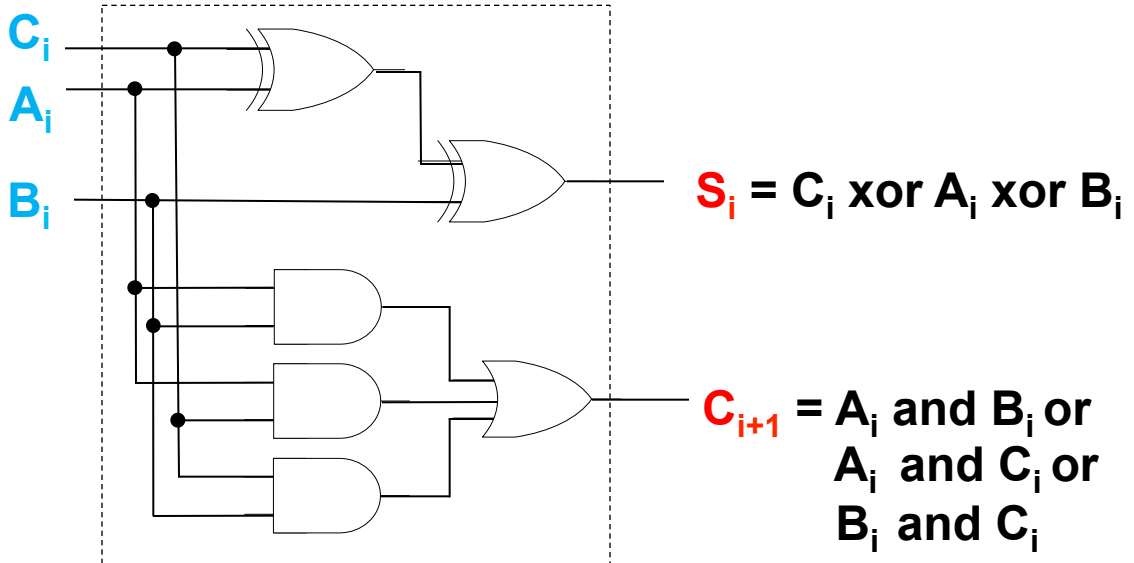 Cᵢ
Aᵢ
Bᵢ
Sᵢ = Cᵢ xor Aᵢ xor Bᵢ
Cᵢ₊₁ = Aᵢ and Bᵢ or
Aᵢ and Cᵢ or
Bᵢ and Cᵢ